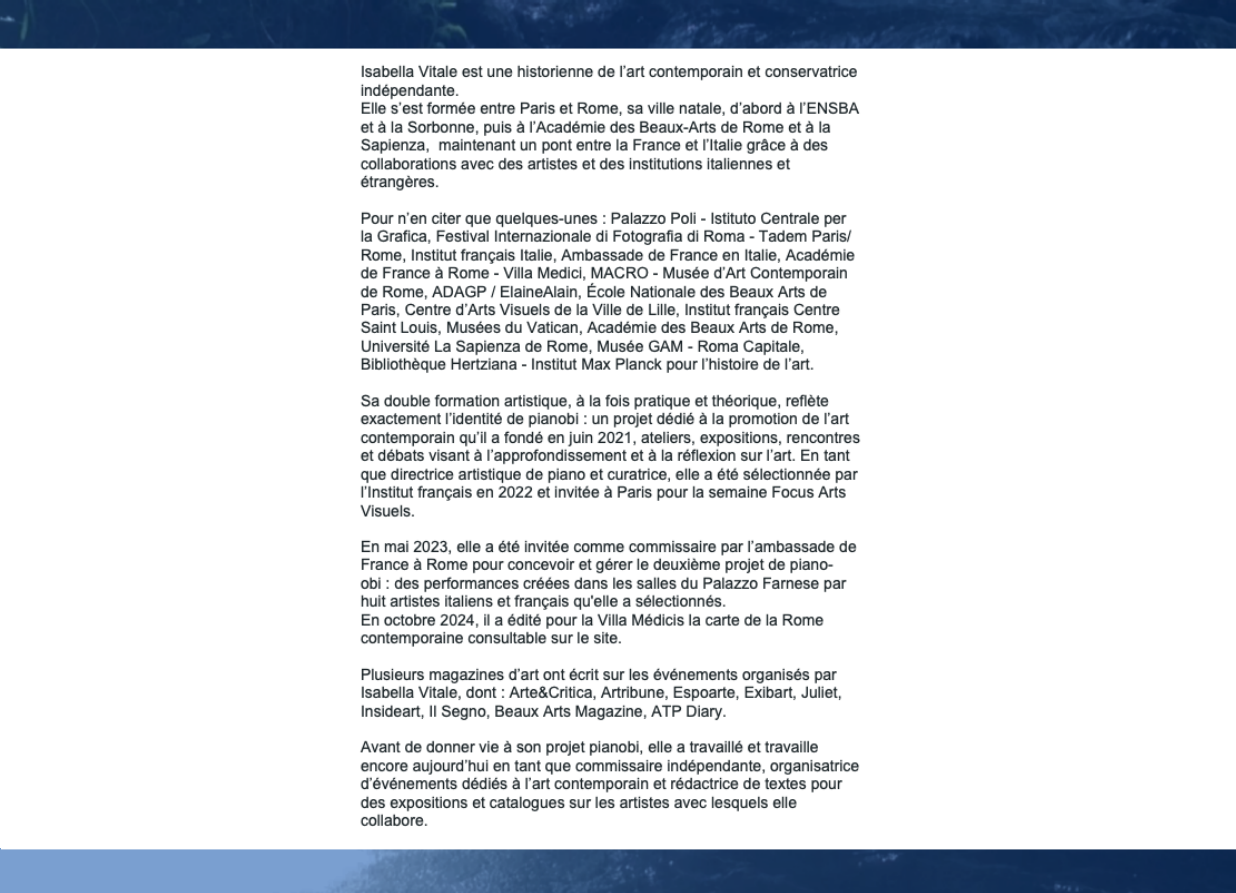 Isabella Vitale est une historienne de l’art contemporain et conservatrice
indépendante.
Elle s’est formée entre Paris et Rome, sa ville natale, d’abord à l’ENSBA
et à la Sorbonne, puis à l’Académie des Beaux-Arts de Rome et à la
Sapienza,  maintenant un pont entre la France et l’Italie grâce à des
collaborations avec des artistes et des institutions italiennes et
étrangères.

Pour n’en citer que quelques-unes : Palazzo Poli - Istituto Centrale per
la Grafica, Festival Internazionale di Fotografia di Roma - Tadem Paris/
Rome, Institut français Italie, Ambassade de France en Italie, Académie
de France à Rome - Villa Medici, MACRO - Musée d’Art Contemporain
de Rome, ADAGP / ElaineAlain, École Nationale des Beaux Arts de
Paris, Centre d’Arts Visuels de la Ville de Lille, Institut français Centre
Saint Louis, Musées du Vatican, Académie des Beaux Arts de Rome,
Université La Sapienza de Rome, Musée GAM - Roma Capitale,
Bibliothèque Hertziana - Institut Max Planck pour l’histoire de l’art.

Sa double formation artistique, à la fois pratique et théorique, reflète
exactement l’identité de pianobi : un projet dédié à la promotion de l’art
contemporain qu’il a fondé en juin 2021, ateliers, expositions, rencontres
et débats visant à l’approfondissement et à la réflexion sur l’art. En tant
que directrice artistique de piano et curatrice, elle a été sélectionnée par
l’Institut français en 2022 et invitée à Paris pour la semaine Focus Arts
Visuels.

En mai 2023, elle a été invitée comme commissaire par l’ambassade de
France à Rome pour concevoir et gérer le deuxième projet de piano-
obi : des performances créées dans les salles du Palazzo Farnese par
huit artistes italiens et français qu'elle a sélectionnés.
En octobre 2024, il a édité pour la Villa Médicis la carte de la Rome
contemporaine consultable sur le site.

Plusieurs magazines d’art ont écrit sur les événements organisés par
Isabella Vitale, dont : Arte&Critica, Artribune, Espoarte, Exibart, Juliet,
Insideart, Il Segno, Beaux Arts Magazine, ATP Diary.

Avant de donner vie à son projet pianobi, elle a travaillé et travaille
encore aujourd’hui en tant que commissaire indépendante, organisatrice
d’événements dédiés à l’art contemporain et rédactrice de textes pour
des expositions et catalogues sur les artistes avec lesquels elle
collabore.